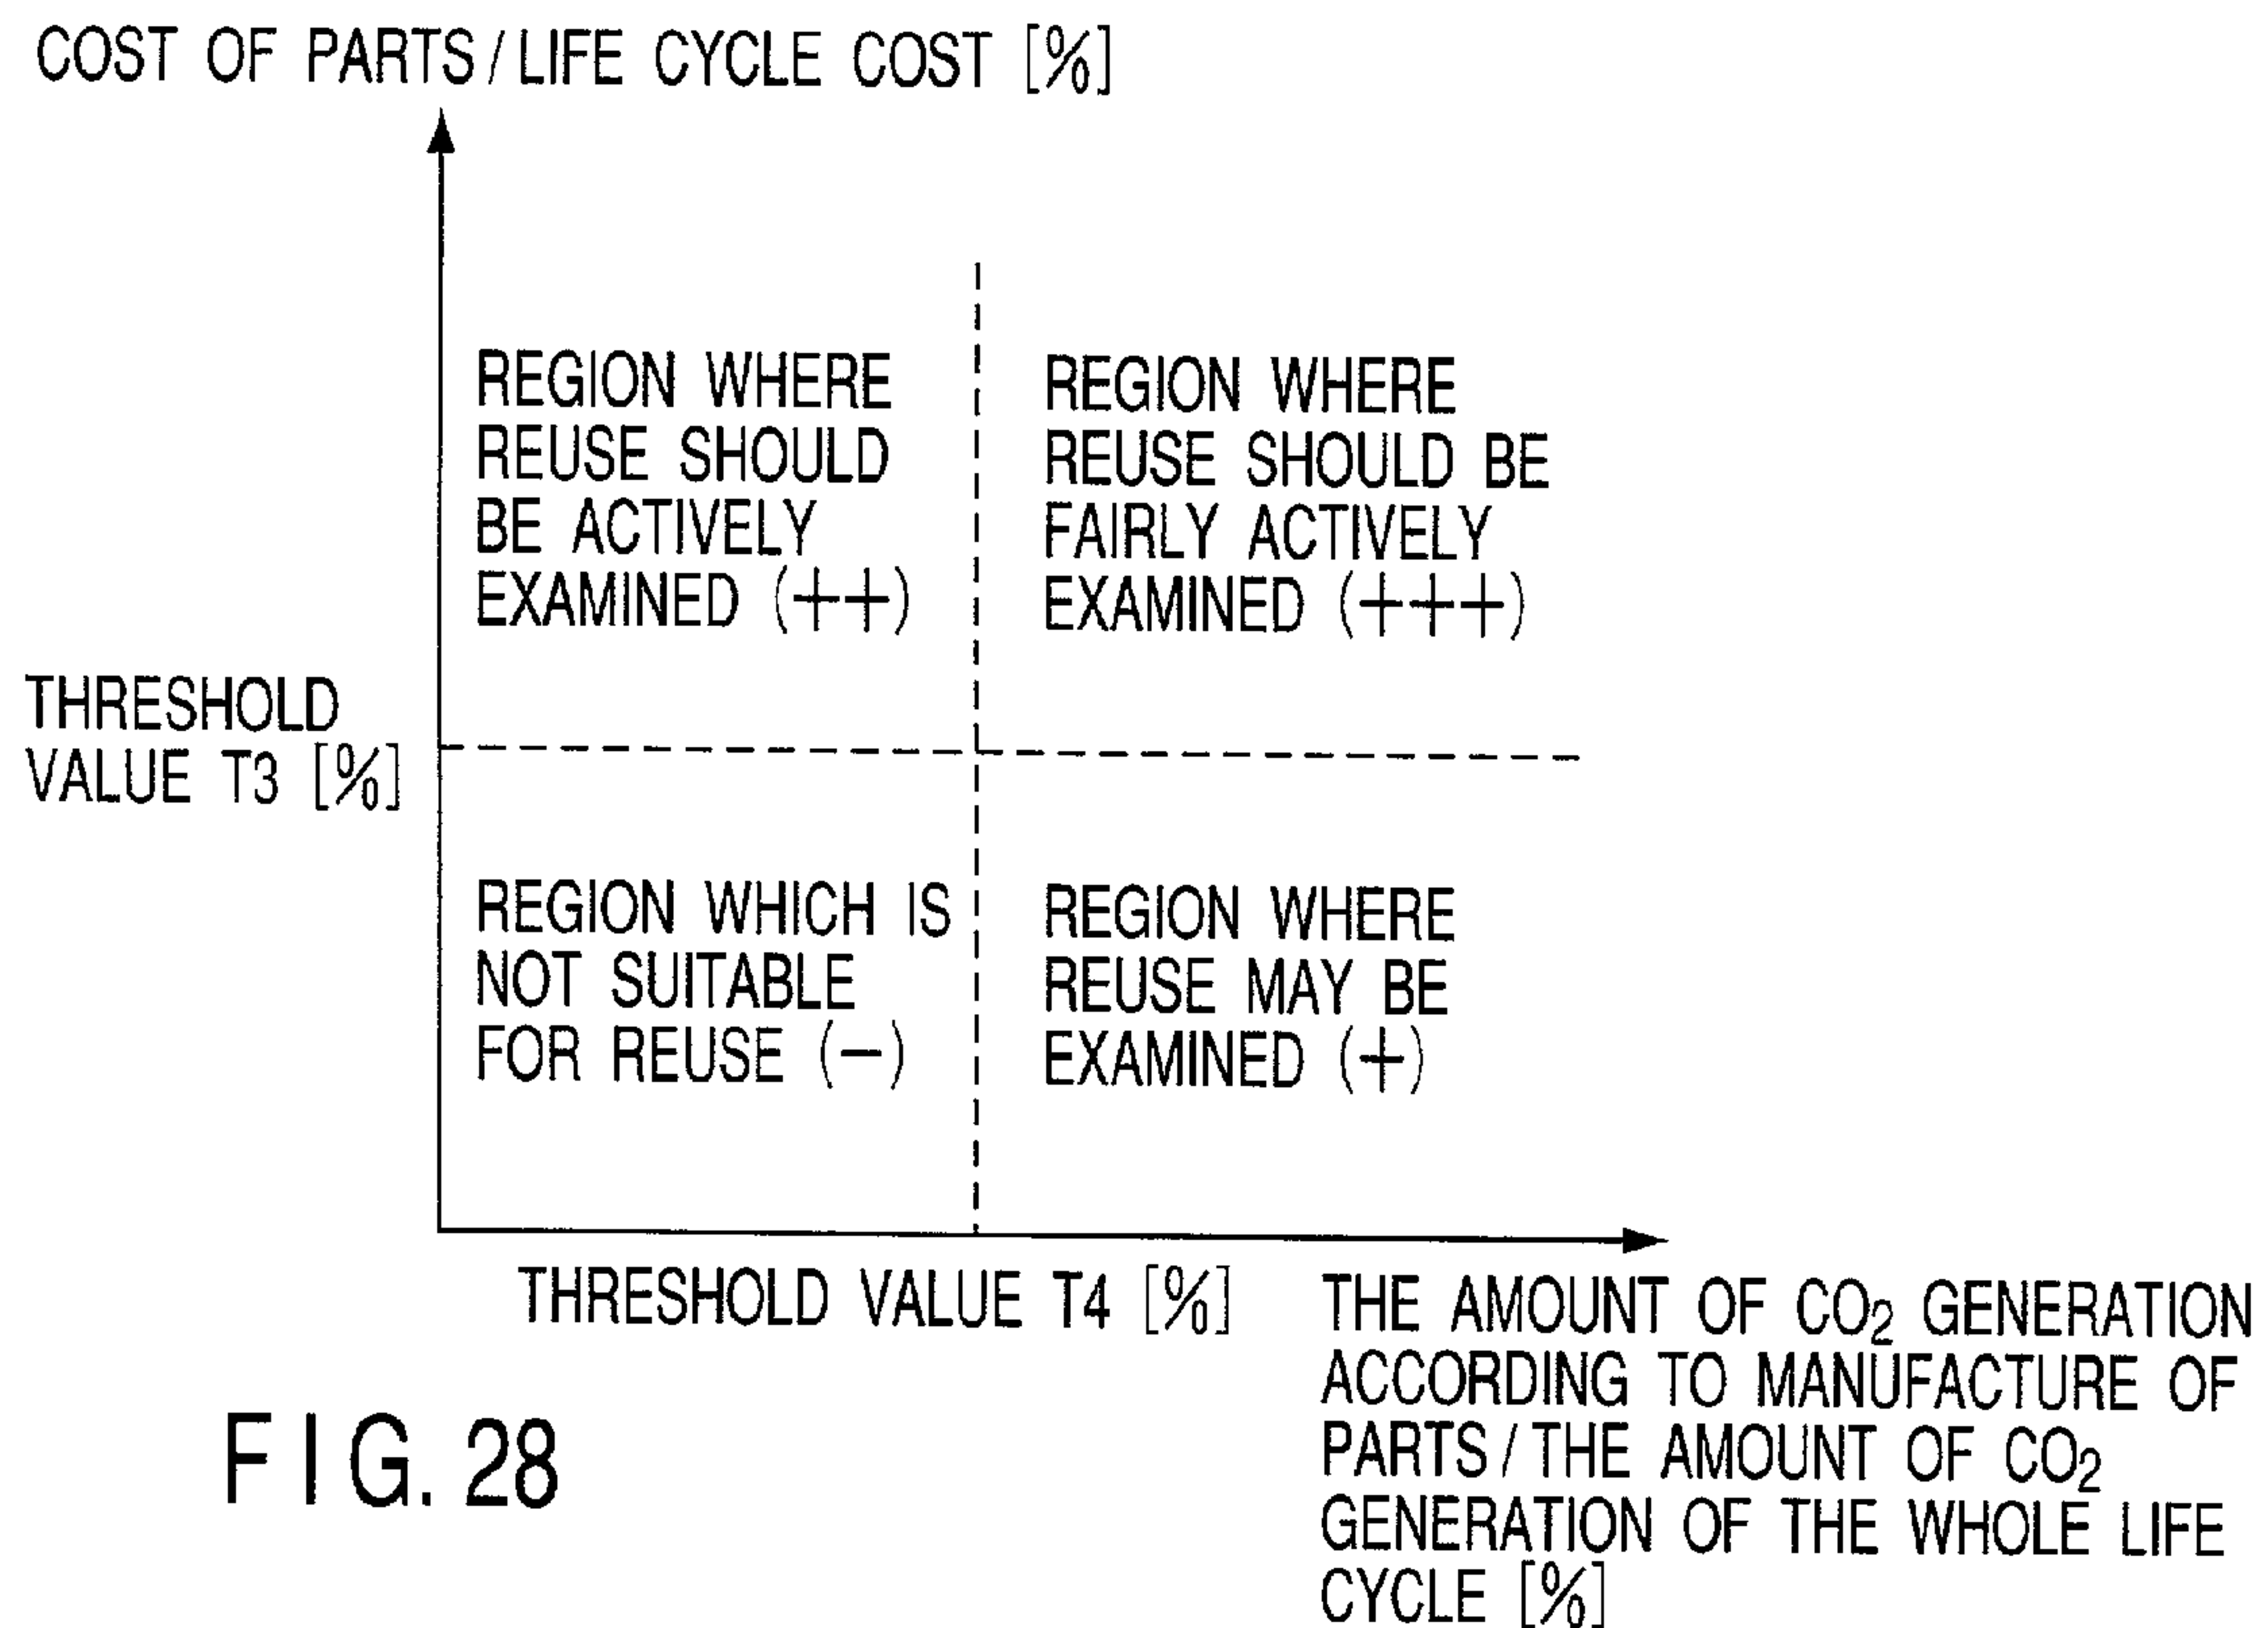 COST OF PARTS/LIFE CYCLE COST [%]
REGION WHERE
REUSE SHOULD
BE ACTIVELY
EXAMINED (++)
REGION WHERE
REUSE SHOULD BE
FAIRLY ACTIVELY
EXAMINED (+++)
THRESHOLD
VALUE T3 [%]
REGION WHICH IS
NOT SUITABLE
FOR REUSE (−)
REGION WHERE
REUSE MAY BE
EXAMINED (+)
THRESHOLD VALUE T4 [%]
THE AMOUNT OF CO₂ GENERATION
ACCORDING TO MANUFACTURE OF
PARTS/THE AMOUNT OF CO₂
GENERATION OF THE WHOLE LIFE
CYCLE [%]
FIG. 28